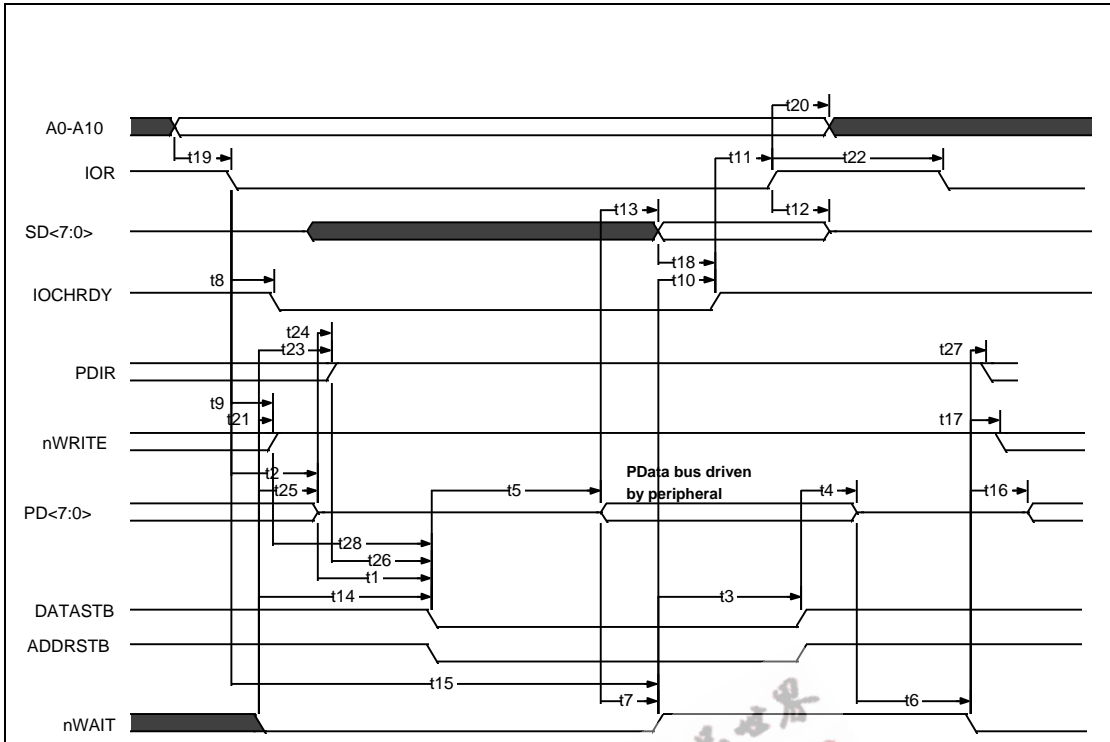 t20
A0-A10
t19
t11
t22
IOR
t13
t12
SD<7:0>
t18
t8
t10
IOCHRDY
t24
t23
t27
PDIR
t9
t21
t17
nWRITE
t2
PData bus driven
by peripheral
t25
t5
t4
t16
PD<7:0>
t28
t26
t1
t14
t3
DATASTB
ADDRSTB
t15
t7
t6
nWAIT